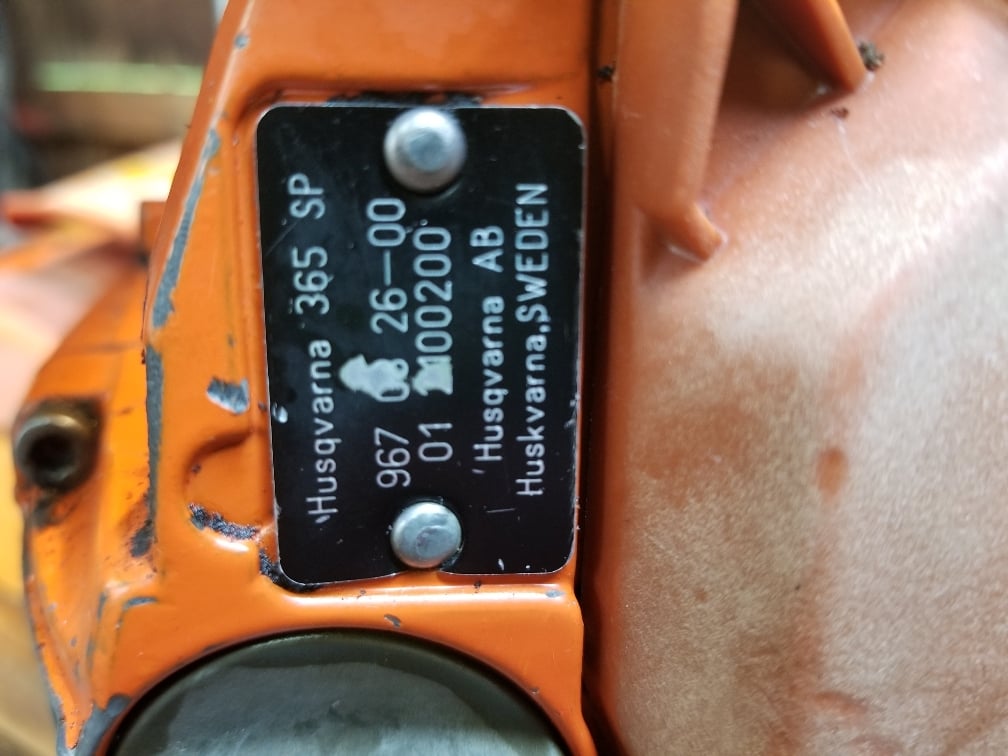 Husqvarna 365 SP
967 26-00
01 00200
Husqvarna AB
Huskvarna, SWEDEN